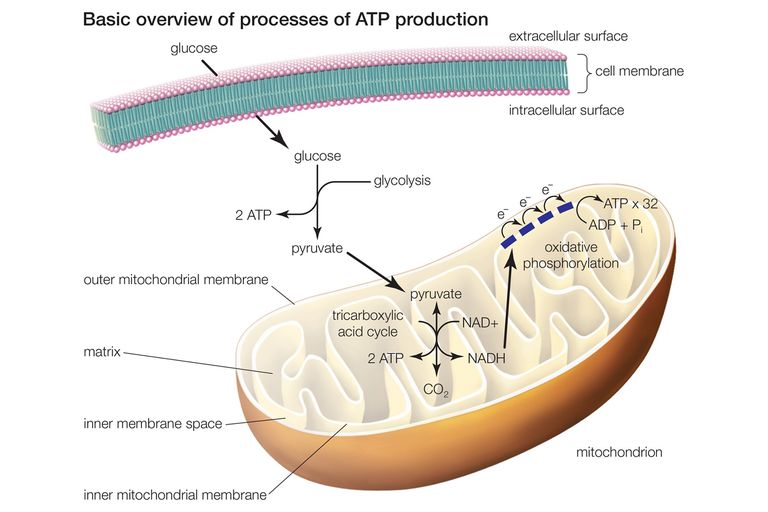 Basic overview of processes of ATP production
glucose
extracellular surface
cell membrane
intracellular surface
glucose
glycolysis
2 ATP
pyruvate
e⁻
e⁻
e⁻
ATP x 32
ADP + Pᵢ
oxidative
phosphorylation
outer mitochondrial membrane
pyruvate
tricarboxylic
acid cycle
NAD+
matrix
2 ATP
NADH
CO₂
inner membrane space
mitochondrion
inner mitochondrial membrane